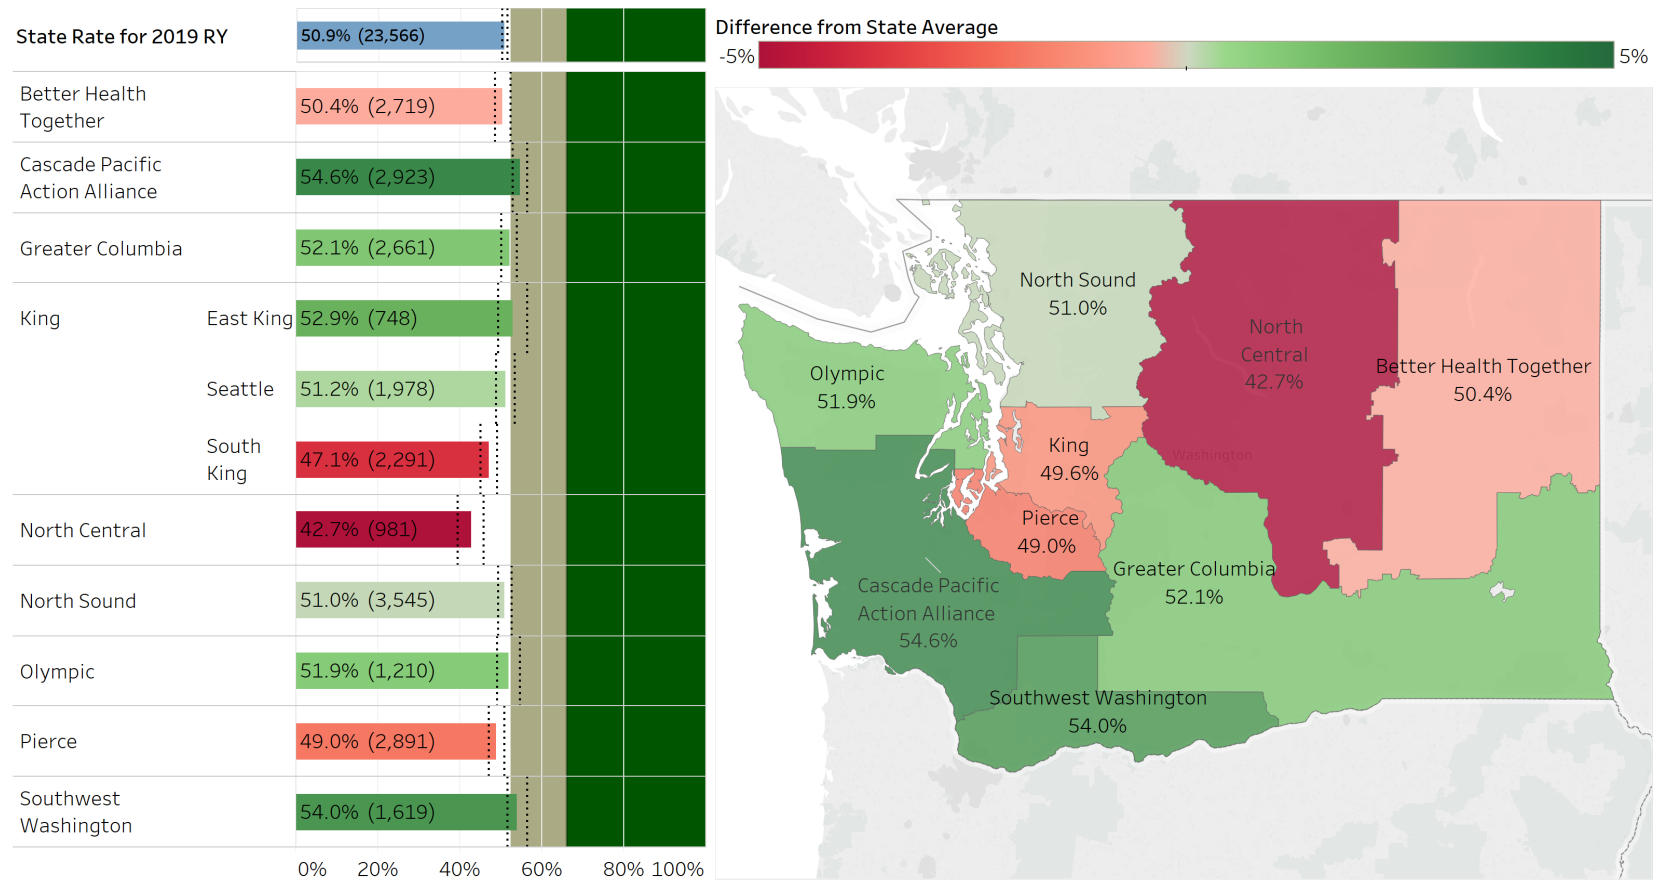 State Rate for 2019 RY
50.9% (23,566)
Better Health
Together
50.4% (2,719)
Cascade Pacific
Action Alliance
54.6% (2,923)
Greater Columbia
52.1% (2,661)
King
East King
52.9% (748)
Seattle
51.2% (1,978)
South
King
47.1% (2,291)
North Central
42.7% (981)
North Sound
51.0% (3,545)
Olympic
51.9% (1,210)
Pierce
49.0% (2,891)
Southwest
Washington
54.0% (1,619)
0% 20% 40% 60% 80% 100%
Difference from State Average
-5%
5%
North Sound
51.0%
North
Central
42.7%
Better Health Together
50.4%
Olympic
51.9%
King
49.6%
Washington
Pierce
49.0%
Greater Columbia
52.1%
Cascade Pacific
Action Alliance
54.6%
Southwest Washington
54.0%